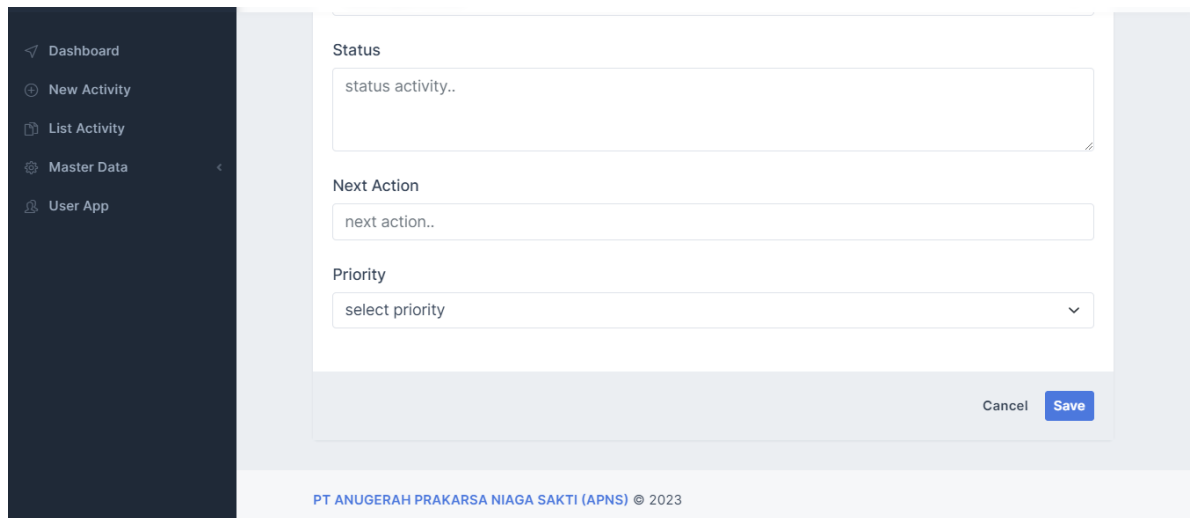 Dashboard
New Activity
List Activity
Master Data
User App
Status
status activity..
Next Action
next action..
Priority
select priority
Cancel
Save
PT ANUGERAH PRAKARSA NIAGA SAKTI (APNS) © 2023